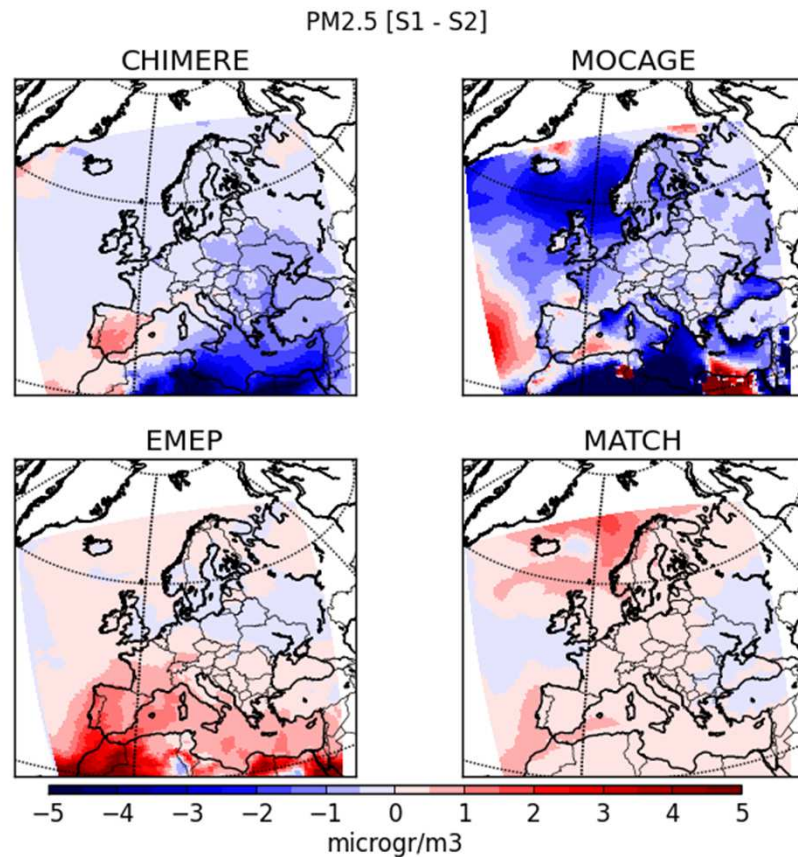 PM2.5 [S1 - S2]
CHIMERE
MOCAGE
EMEP
MATCH
−5 −4 −3 −2 −1 0 1 2 3 4 5
microgr/m3